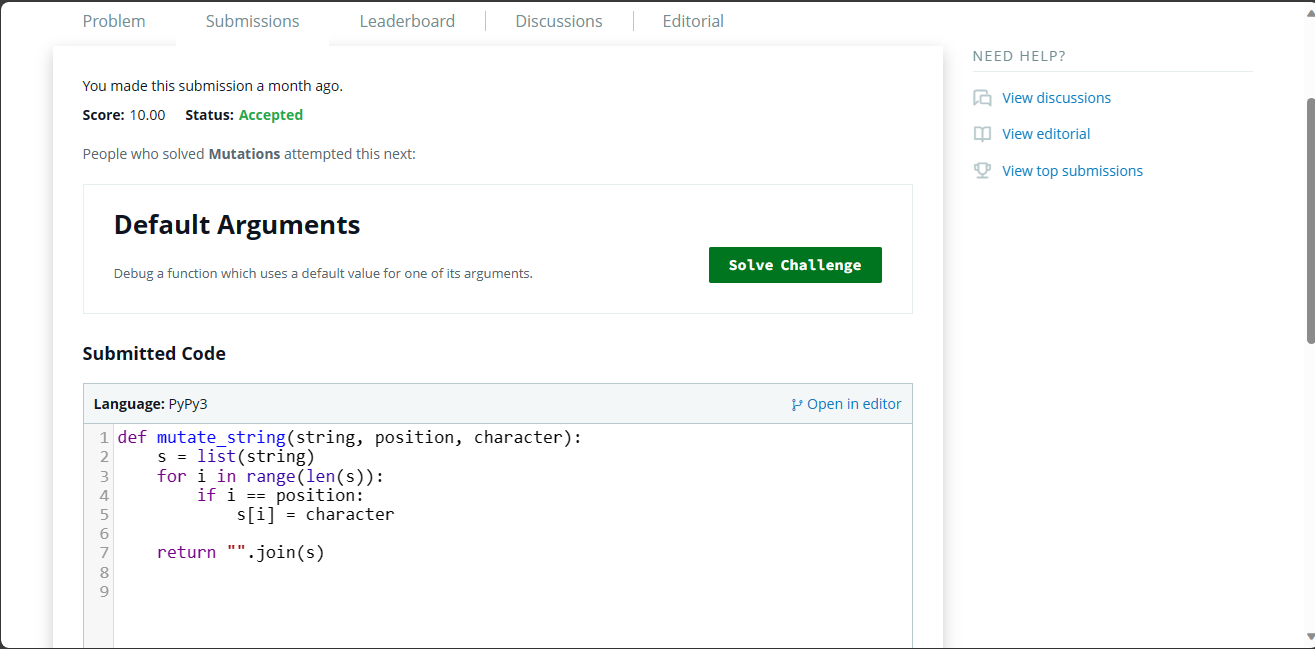 Problem Submissions Leaderboard Discussions Editorial
You made this submission a month ago.
Score: 10.00 Status: Accepted
People who solved Mutations attempted this next:
Default Arguments
Debug a function which uses a default value for one of its arguments.
Solve Challenge
Submitted Code
Language: PyPy3
Open in editor
1 def mutate_string(string, position, character):
2     s = list(string)
3     for i in range(len(s)):
4         if i == position:
5             s[i] = character
6
7     return "".join(s)
8
9
NEED HELP?
View discussions
View editorial
View top submissions